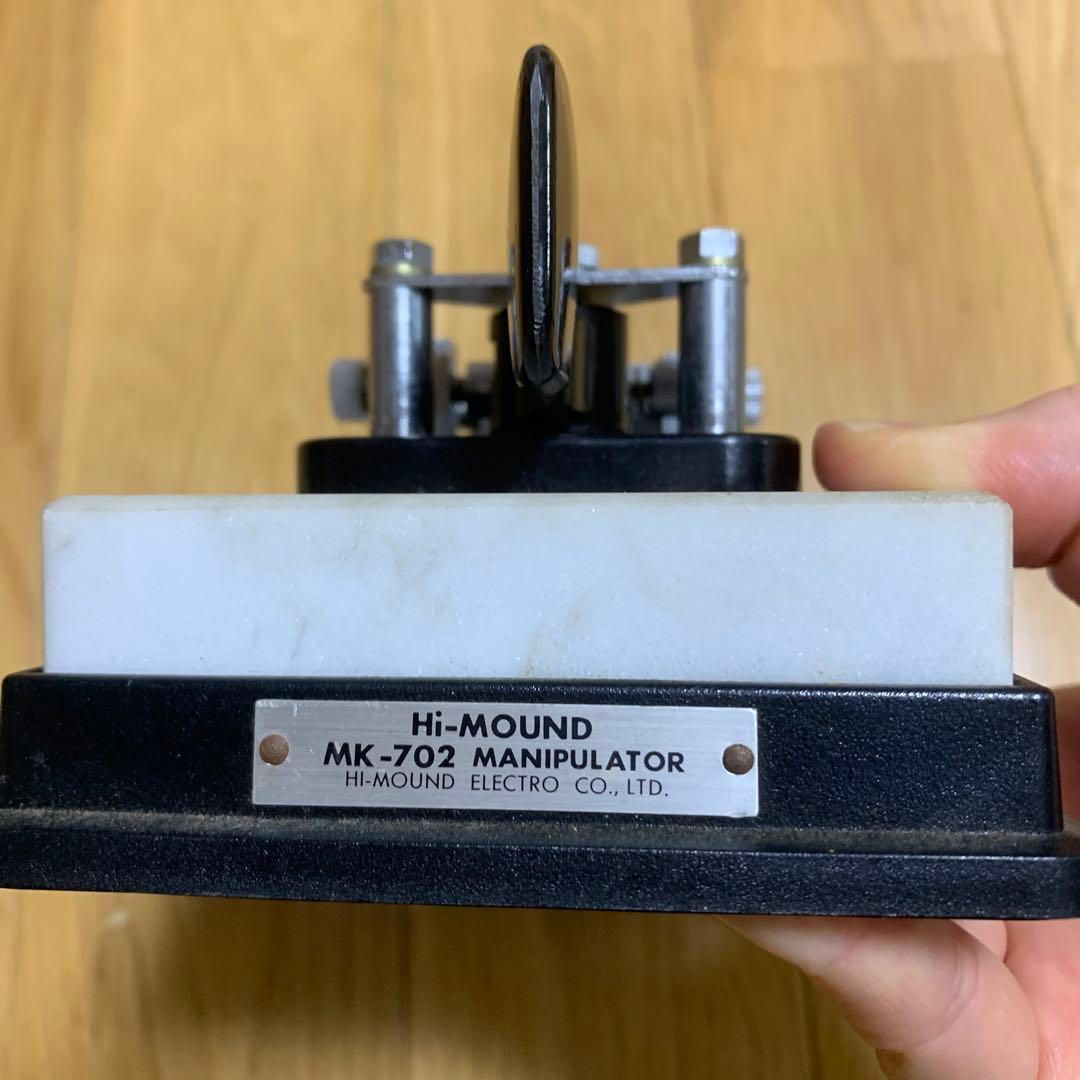 Hi-MOUND
MK-702 MANIPULATOR
HI-MOUND ELECTRO CO., LTD.